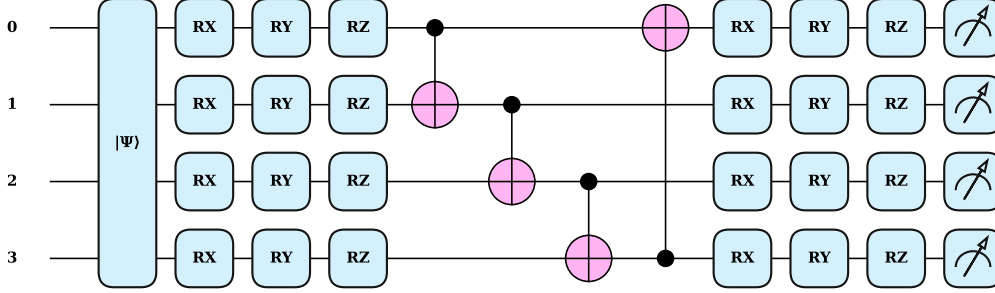 0 RX RY RZ RX RY RZ
1 RX RY RZ RX RY RZ
|Ψ⟩
2 RX RY RZ RX RY RZ
3 RX RY RZ RX RY RZ